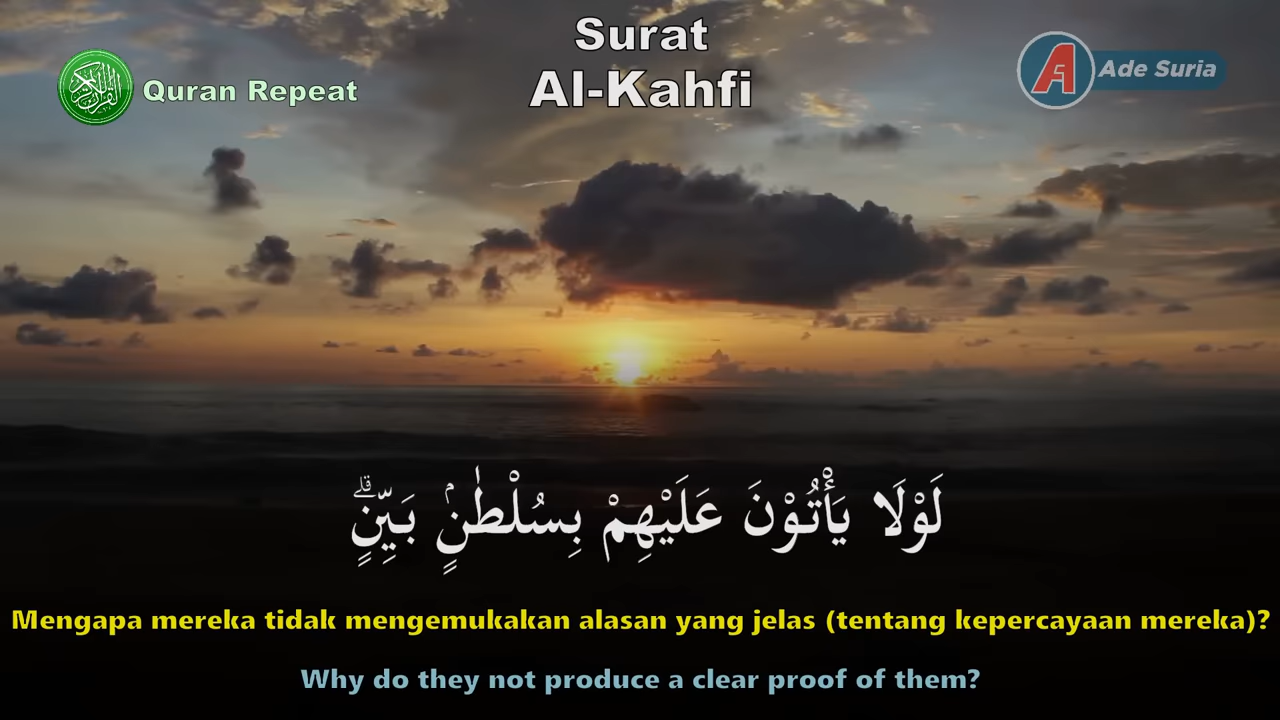 Surat
Al-Kahfi
Quran Repeat
Ade Suria
لَوْلَا يَأْتُوْنَ عَلَيْهِمْ بِسُلْطٰنٍۢ بَيِّنٍۗ
Mengapa mereka tidak mengemukakan alasan yang jelas (tentang kepercayaan mereka)?
Why do they not produce a clear proof of them?